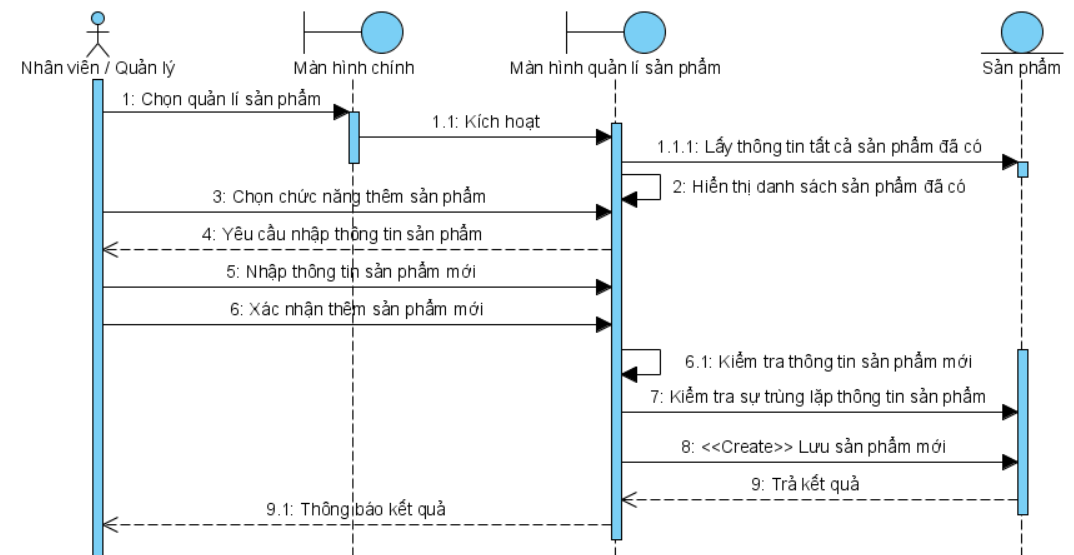 Nhân viên / Quản lý
Màn hình chính
Màn hình quản lí sản phẩm
Sản phẩm
1: Chọn quản lí sản phẩm
1.1: Kích hoạt
1.1.1: Lấy thông tin tất cả sản phẩm đã có
2: Hiển thị danh sách sản phẩm đã có
3: Chọn chức năng thêm sản phẩm
4: Yêu cầu nhập thông tin sản phẩm
5: Nhập thông tin sản phẩm mới
6: Xác nhận thêm sản phẩm mới
6.1: Kiểm tra thông tin sản phẩm mới
7: Kiểm tra sự trùng lặp thông tin sản phẩm
8: <<Create>> Lưu sản phẩm mới
9: Trả kết quả
9.1: Thông báo kết quả